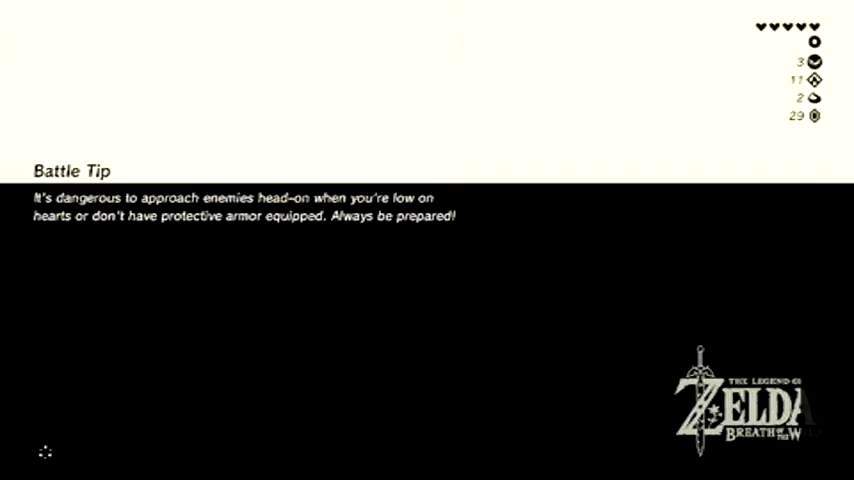 3
11
2
29
Battle Tip
It's dangerous to approach enemies head-on when you're low on
hearts or don't have protective armor equipped. Always be prepared!
THE LEGEND OF
ZELDA
BREATH OF THE W